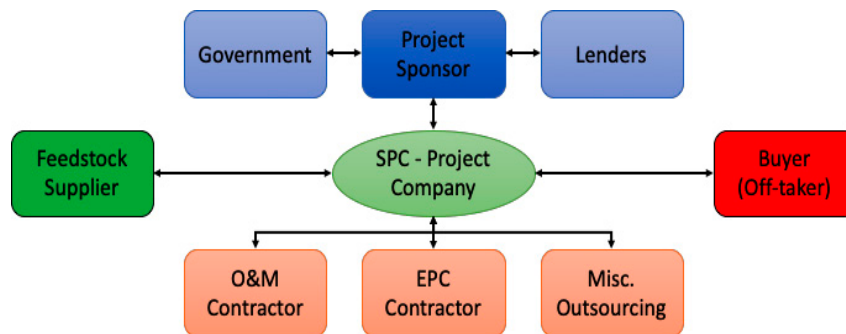 Government
Project
Sponsor
Lenders
Feedstock
Supplier
SPC - Project
Company
Buyer
(Off-taker)
O&M
Contractor
EPC
Contractor
Misc.
Outsourcing